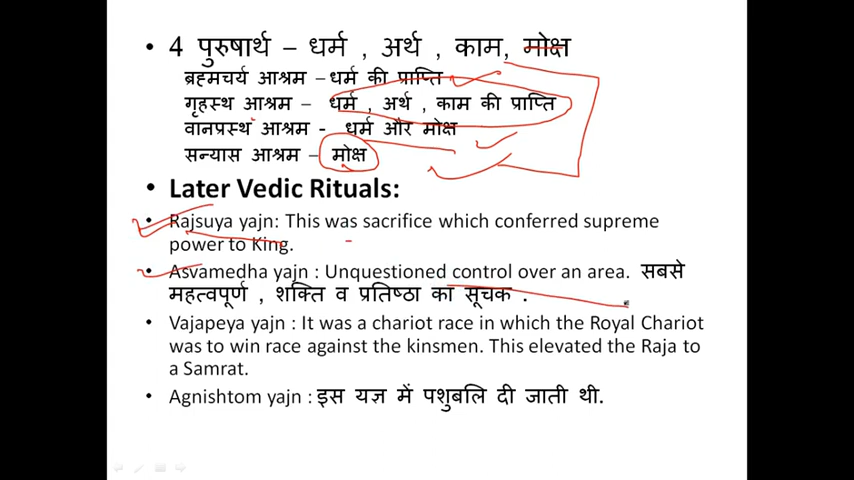 • 4 पुरुषार्थ – धर्म , अर्थ , काम, मोक्ष
ब्रह्मचर्य आश्रम –धर्म की प्राप्ति
गृहस्थ आश्रम – धर्म , अर्थ , काम की प्राप्ति
वानप्रस्थ आश्रम - धर्म और मोक्ष
सन्यास आश्रम – मोक्ष
• Later Vedic Rituals:
• Rajsuya yajn: This was sacrifice which conferred supreme
power to King.
• Asvamedha yajn : Unquestioned control over an area. सबसे
महत्वपूर्ण , शक्ति व प्रतिष्ठा का सूचक .
• Vajapeya yajn : It was a chariot race in which the Royal Chariot
was to win race against the kinsmen. This elevated the Raja to
a Samrat.
• Agnishtom yajn : इस यज्ञ में पशुबलि दी जाती थी.